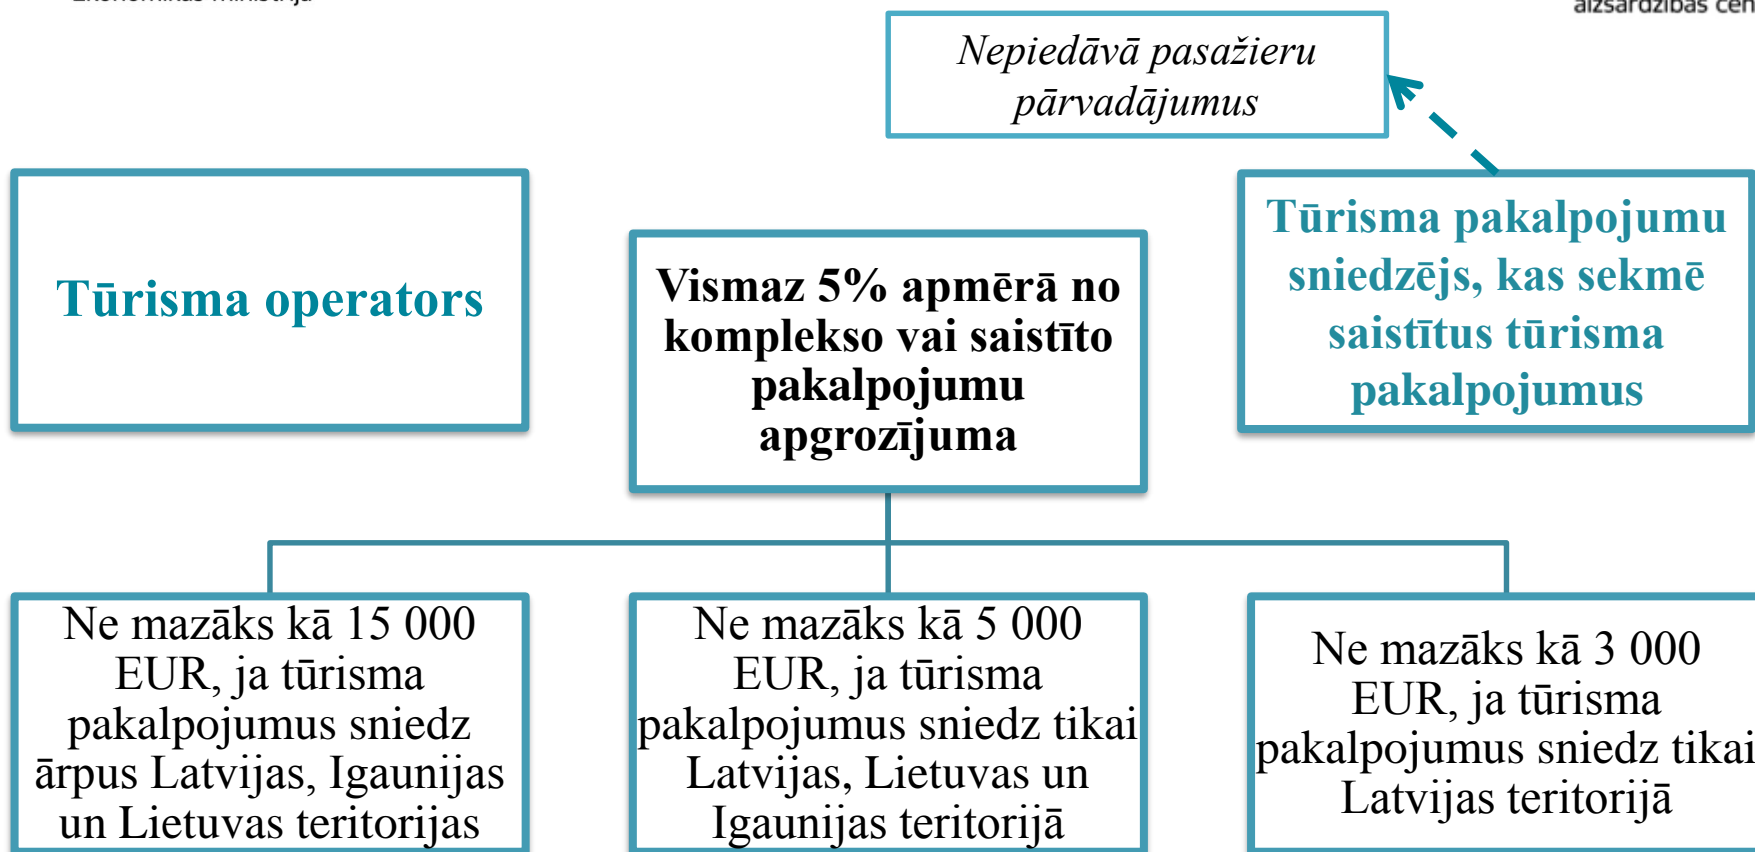 Nepiedāvā pasažieru
pārvadājumus
Tūrisma operators
Vismaz 5% apmērā no
komplekso vai saistīto
pakalpojumu
apgrozījuma
Tūrisma pakalpojumu
sniedzējs, kas sekmē
saistītus tūrisma
pakalpojumus
Ne mazāks kā 15 000
EUR, ja tūrisma
pakalpojumus sniedz
ārpus Latvijas, Igaunijas
un Lietuvas teritorijas
Ne mazāks kā 5 000
EUR, ja tūrisma
pakalpojumus sniedz tikai
Latvijas, Lietuvas un
Igaunijas teritorijā
Ne mazāks kā 3 000
EUR, ja tūrisma
pakalpojumus sniedz tikai
Latvijas teritorijā